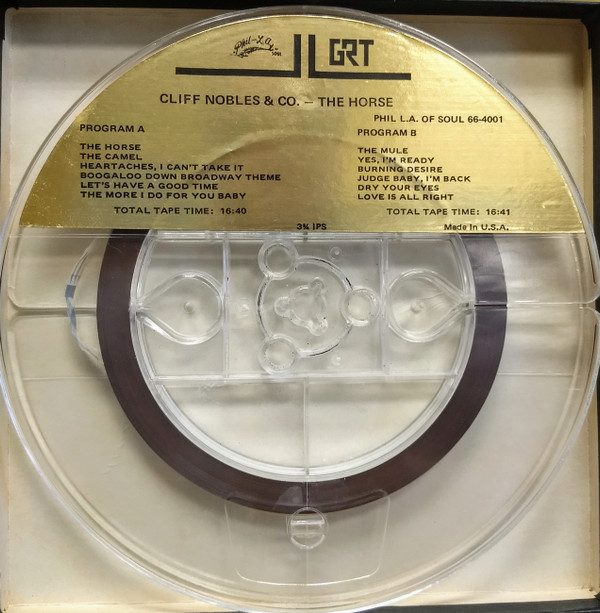 Phil-L.A. SOUL GRT
CLIFF NOBLES & CO. — THE HORSE
PHIL L.A. OF SOUL 66-4001
PROGRAM A
THE HORSE
THE CAMEL
HEARTACHES, I CAN'T TAKE IT
BOOGALOO DOWN BROADWAY THEME
LET'S HAVE A GOOD TIME
THE MORE I DO FOR YOU BABY
TOTAL TAPE TIME: 16:40
PROGRAM B
THE MULE
YES, I'M READY
BURNING DESIRE
JUDGE BABY, I'M BACK
DRY YOUR EYES
LOVE IS ALL RIGHT
TOTAL TAPE TIME: 16:41
3¾ IPS
Made In U.S.A.